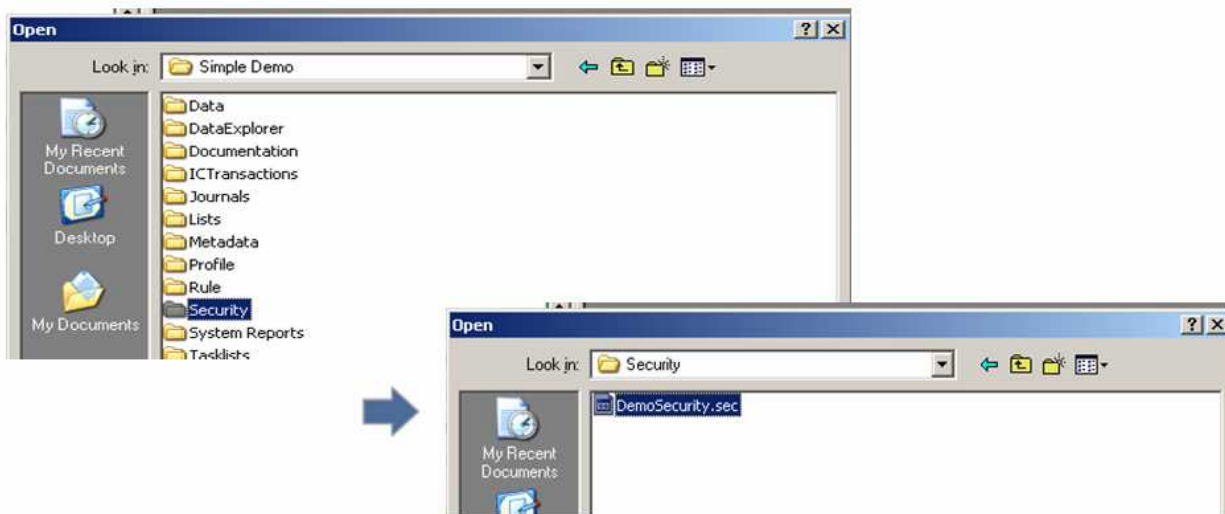 Open
Look in: Simple Demo
My Recent
Documents
Desktop
My Documents
Data
DataExplorer
Documentation
ICTransactions
Journals
Lists
Metadata
Profile
Rule
Security
System Reports
Tasklists
Open
Look in: Security
My Recent
Documents
DemoSecurity.sec